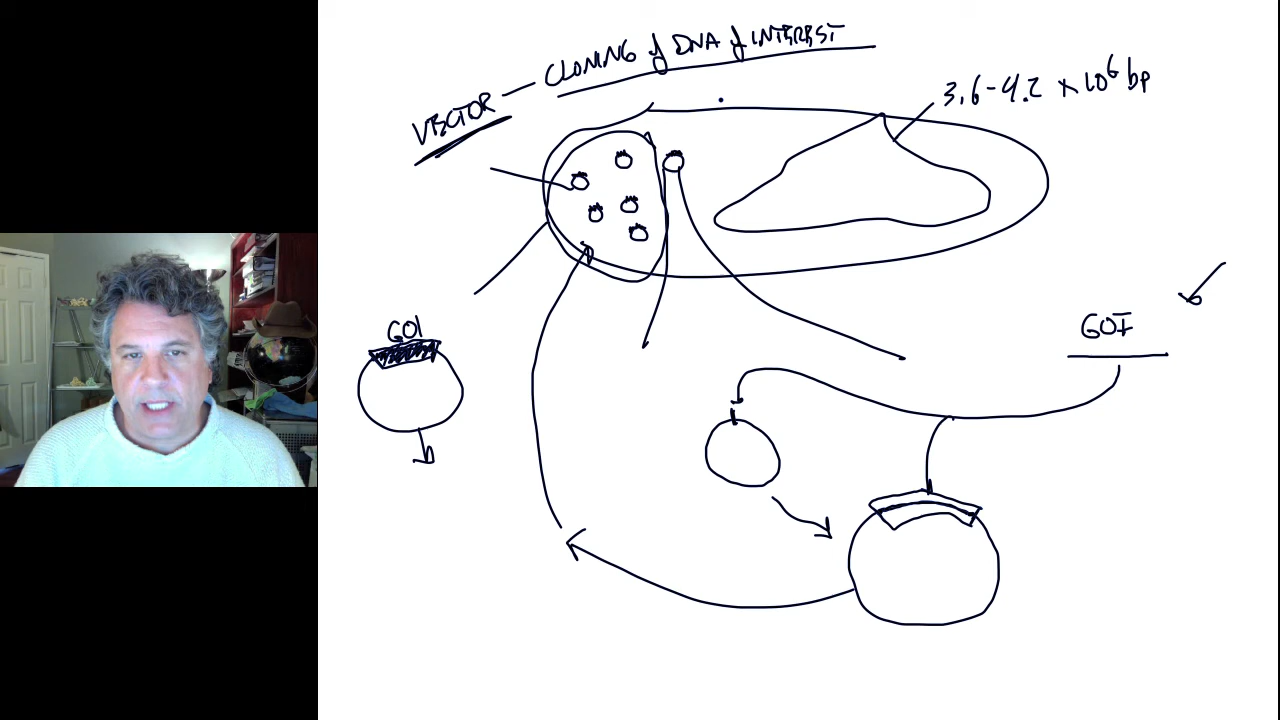 VECTOR — CLONING of DNA of INTEREST
3.6-4.2 x 10⁶ bp
GOI
GOI